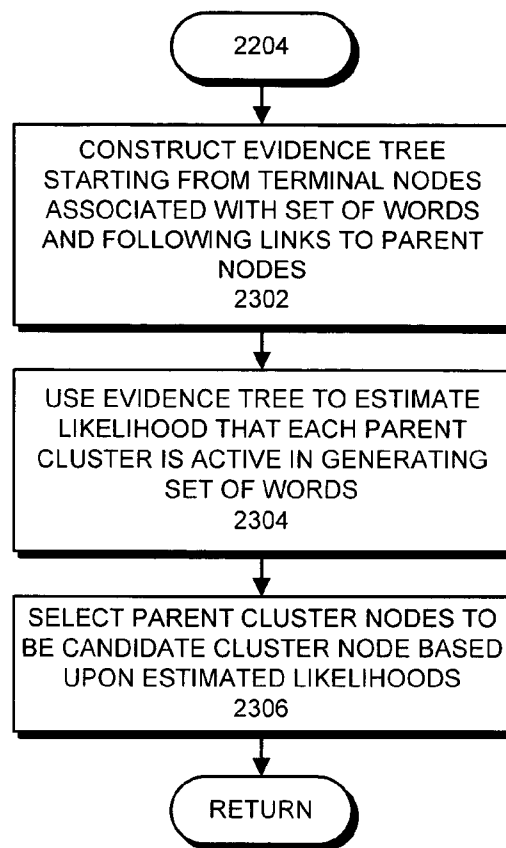 2204
CONSTRUCT EVIDENCE TREE
STARTING FROM TERMINAL NODES
ASSOCIATED WITH SET OF WORDS
AND FOLLOWING LINKS TO PARENT
NODES
2302
USE EVIDENCE TREE TO ESTIMATE
LIKELIHOOD THAT EACH PARENT
CLUSTER IS ACTIVE IN GENERATING
SET OF WORDS
2304
SELECT PARENT CLUSTER NODES TO
BE CANDIDATE CLUSTER NODE BASED
UPON ESTIMATED LIKELIHOODS
2306
RETURN